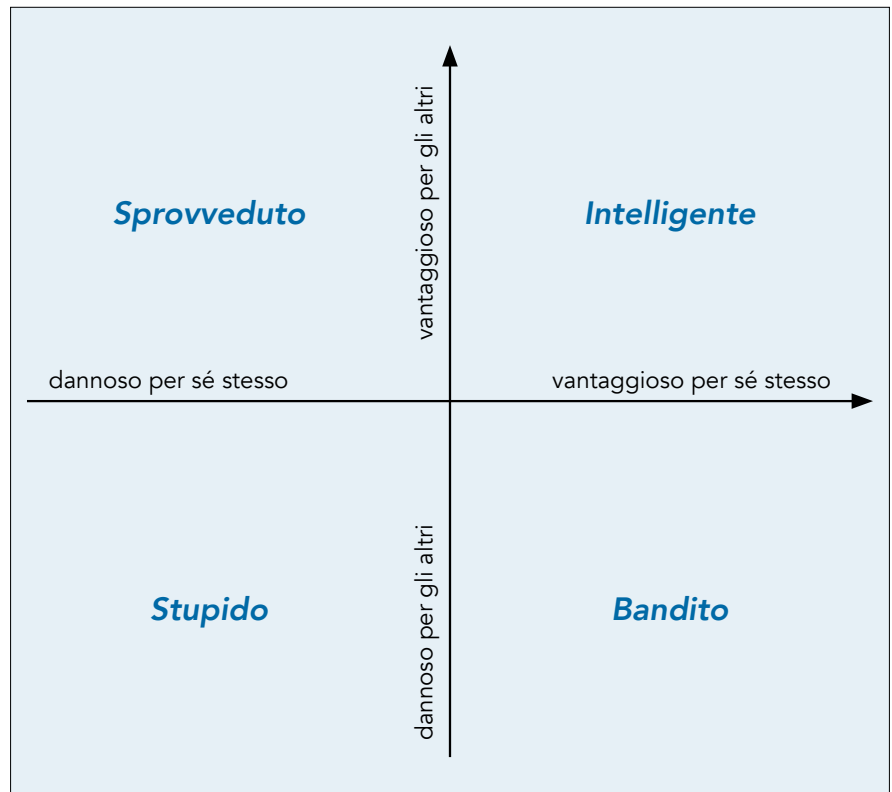 vantaggioso per gli altri
Sprovveduto
Intelligente
dannoso per sé stesso
vantaggioso per sé stesso
dannoso per gli altri
Stupido
Bandito